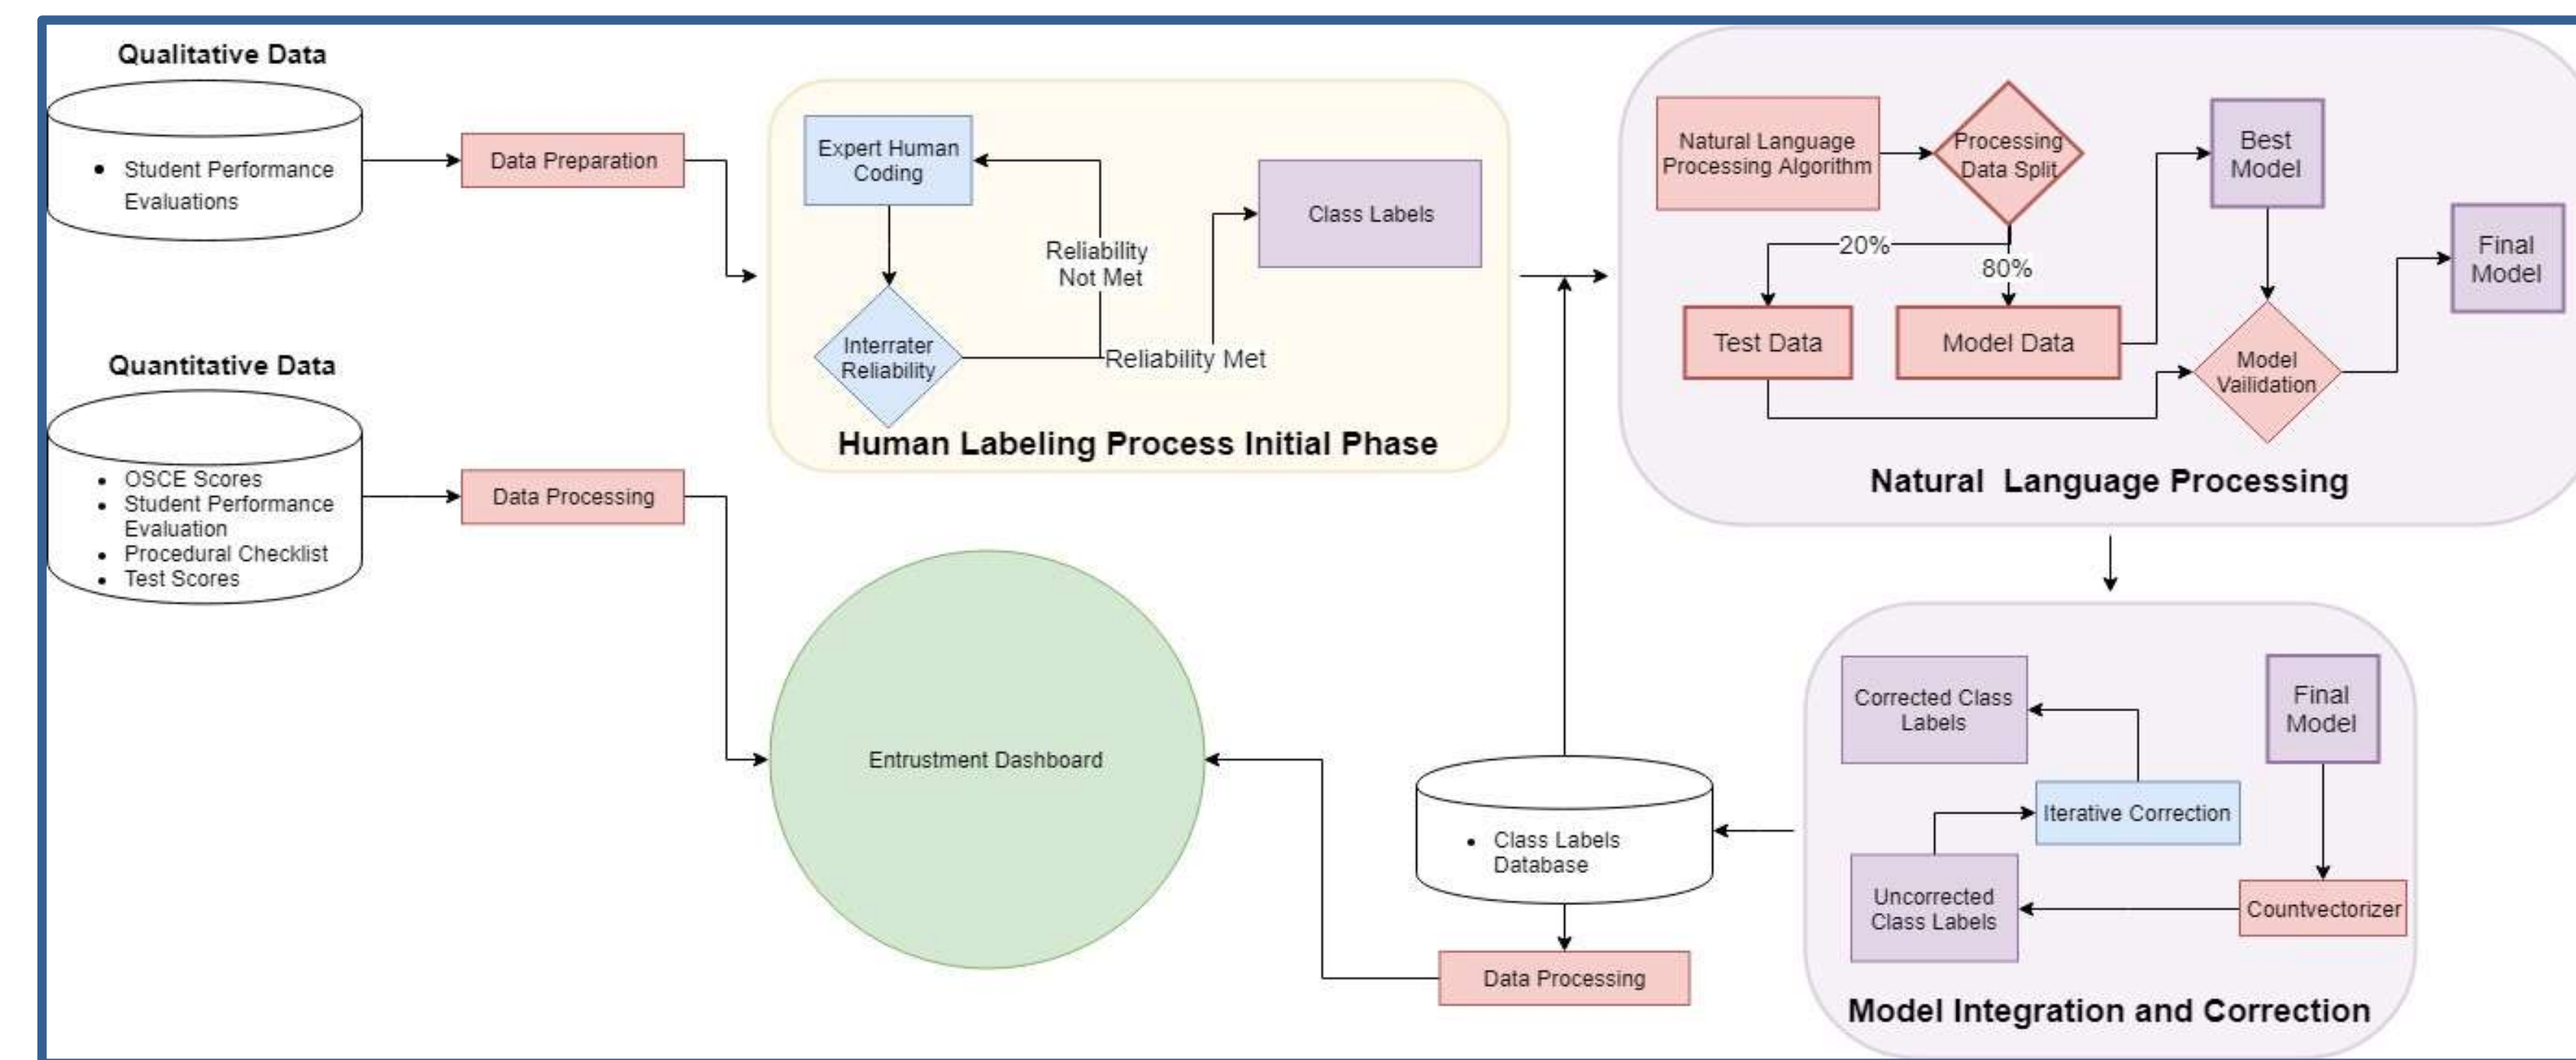 Qualitative Data
Student Performance
Evaluations
Data Preparation
Expert Human
Coding
Interrater
Reliability
Reliability
Not Met
Reliability Met
Class Labels
Human Labeling Process Initial Phase
Natural Language
Processing Algorithm
Processing
Data Split
20%
80%
Test Data
Model Data
Best
Model
Model
Vailidation
Final
Model
Natural Language Processing
Quantitative Data
OSCE Scores
Student Performance
Evaluation
Procedural Checklist
Test Scores
Data Processing
Entrustment Dashboard
Class Labels
Database
Data Processing
Corrected Class
Labels
Final
Model
Iterative Correction
Uncorrected
Class Labels
Countvectorizer
Model Integration and Correction